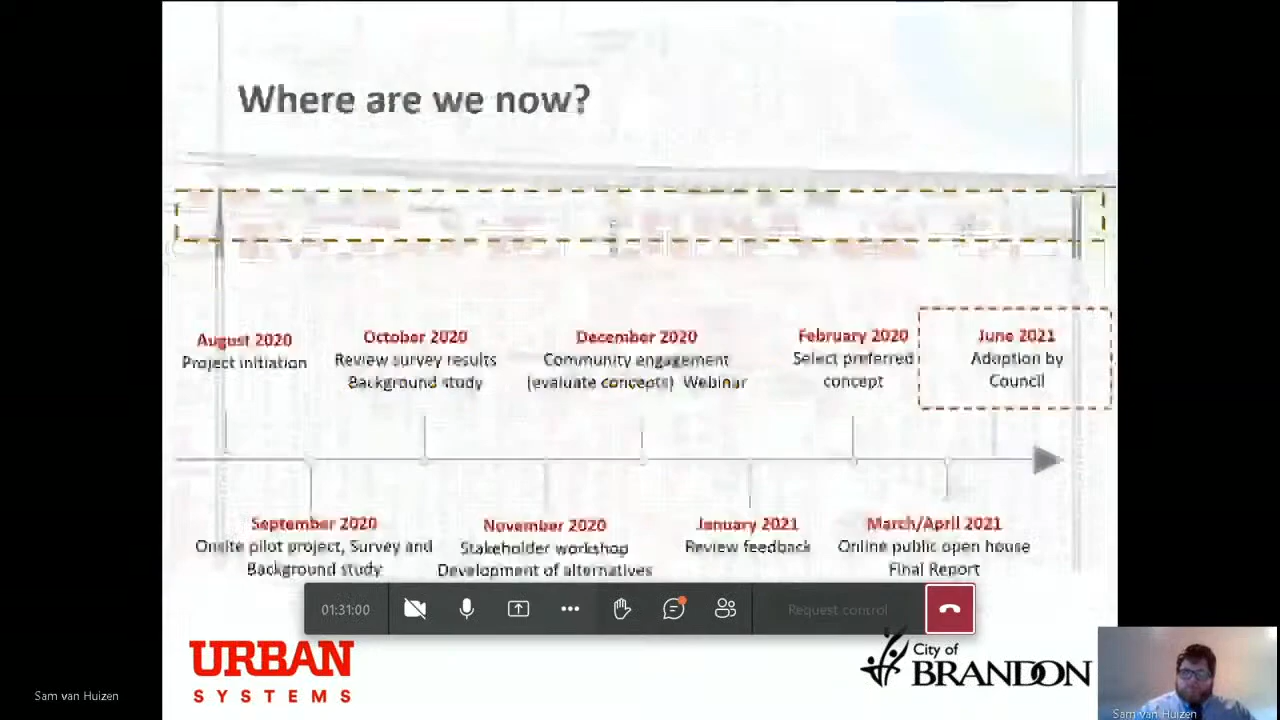 Where are we now?
August 2020
Project initiation
October 2020
Review survey results
Background study
December 2020
Community engagement
(evaluate concepts) Webinar
February 2020
Select preferred
concept
June 2021
Adoption by
Council
September 2020
Onsite pilot project, Survey and
Background study
November 2020
Stakeholder workshop
Development of alternatives
January 2021
Review feedback
March/April 2021
Online public open house
Final Report
01:31:00
Request control
URBAN
SYSTEMS
City of
BRANDON
Sam van Huizen
Sam van Huizen